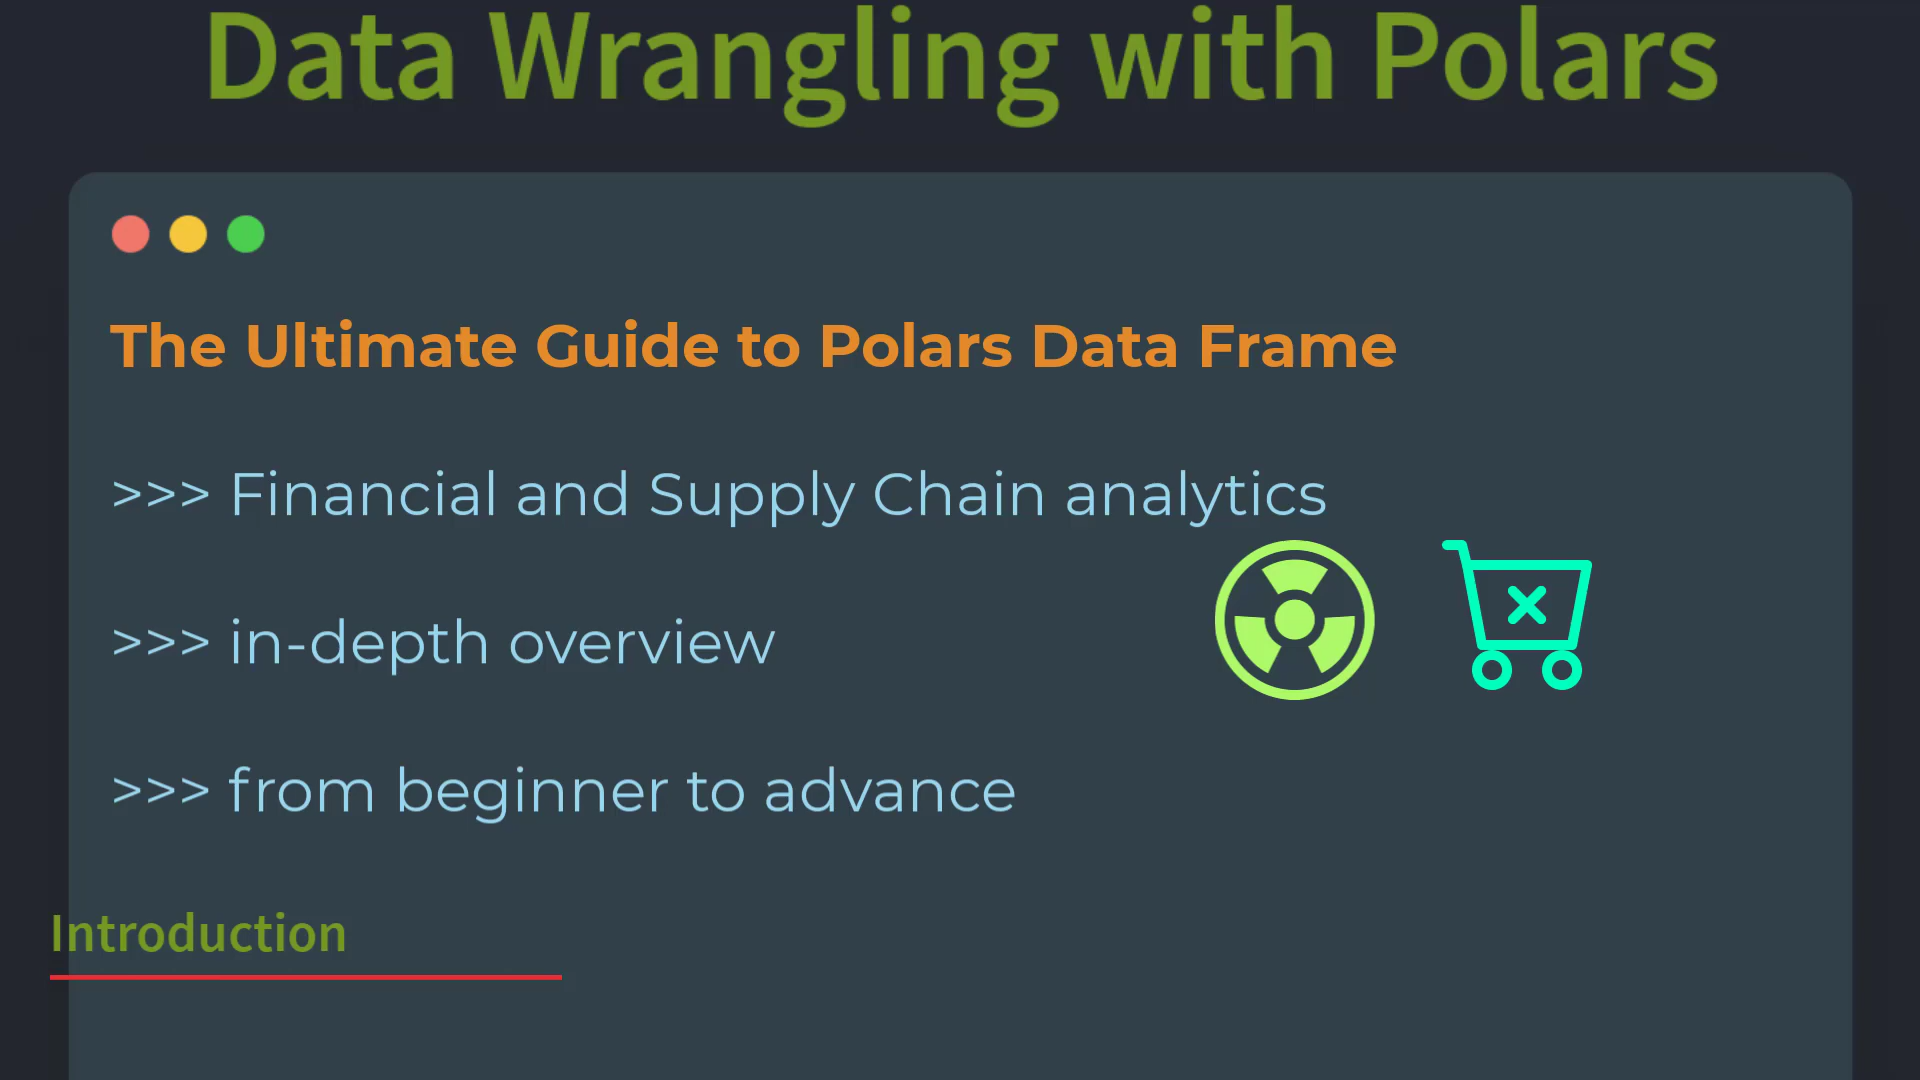 Data Wrangling with Polars
The Ultimate Guide to Polars Data Frame
>>> Financial and Supply Chain analytics
>>> in-depth overview
>>> from beginner to advance
Introduction